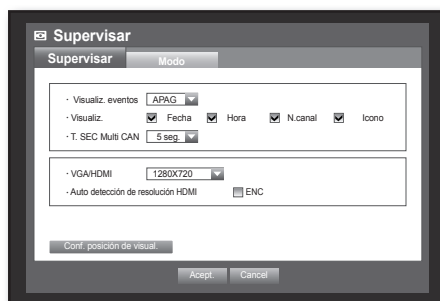 Supervisar
Supervisar Modo
· Visualiz. eventos APAG
· Visualiz. Fecha Hora N.canal Icono
· T. SEC Multi CAN 5 seg.
· VGA/HDMI 1280X720
· Auto detección de resolución HDMI ENC
Conf. posición de visual.
Acept. Cancel